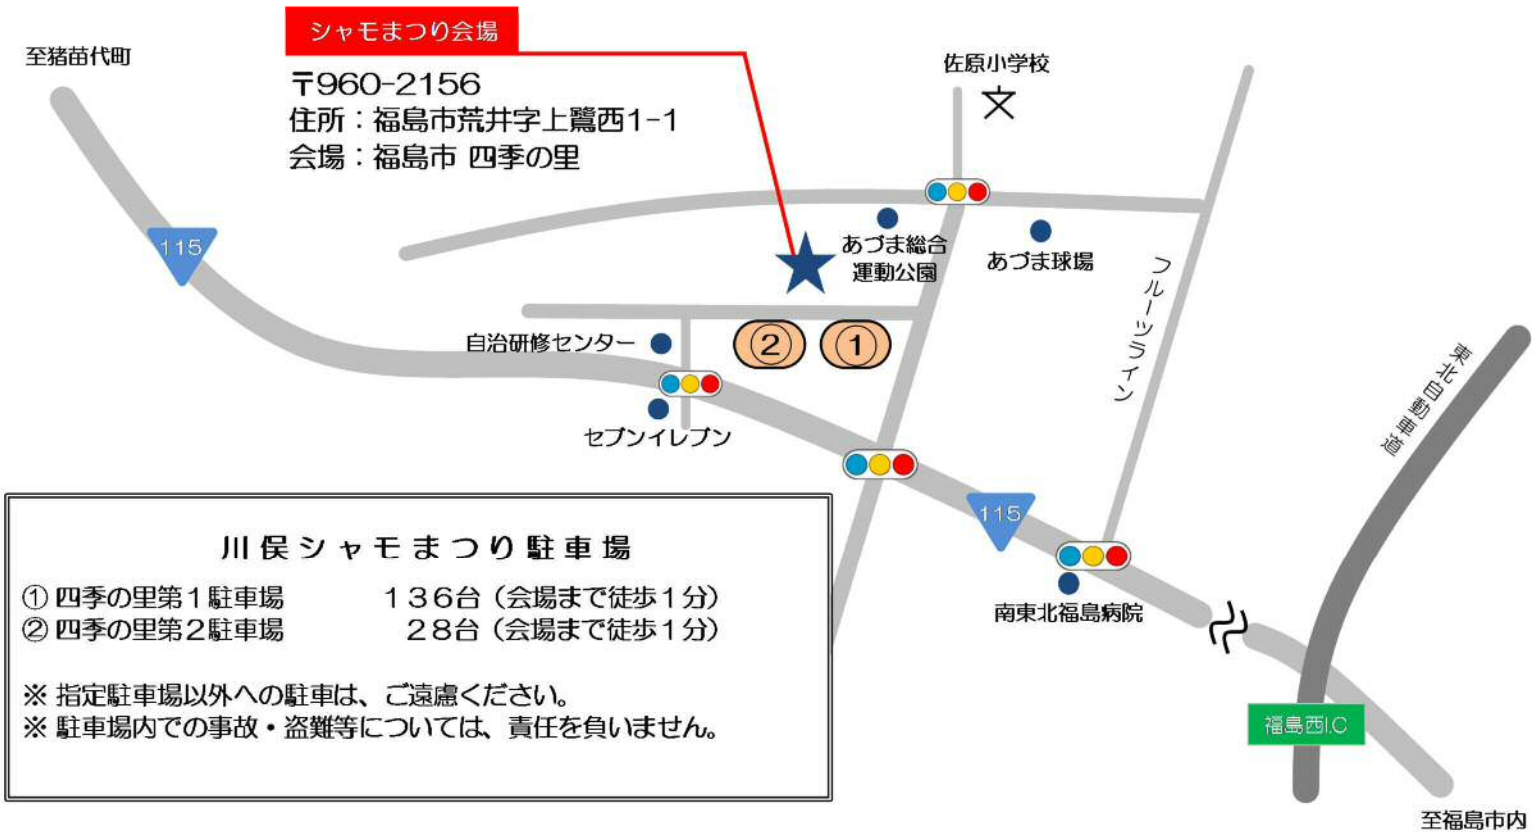 シャモまつり会場
至猪苗代町
〒960-2156
住所：福島市荒井字上鷺西1-1
会場：福島市 四季の里
佐原小学校
文
115
あづま総合
運動公園
あづま球場
フルーツライン
自治研修センター
②
①
東北自動車道
セブンイレブン
115
川俣シャモまつり駐車場
① 四季の里第１駐車場 １３６台（会場まで徒歩１分）
② 四季の里第２駐車場 ２８台（会場まで徒歩１分）
※ 指定駐車場以外への駐車は、ご遠慮ください。
※ 駐車場内での事故・盗難等については、責任を負いません。
南東北福島病院
福島西I.C
至福島市内